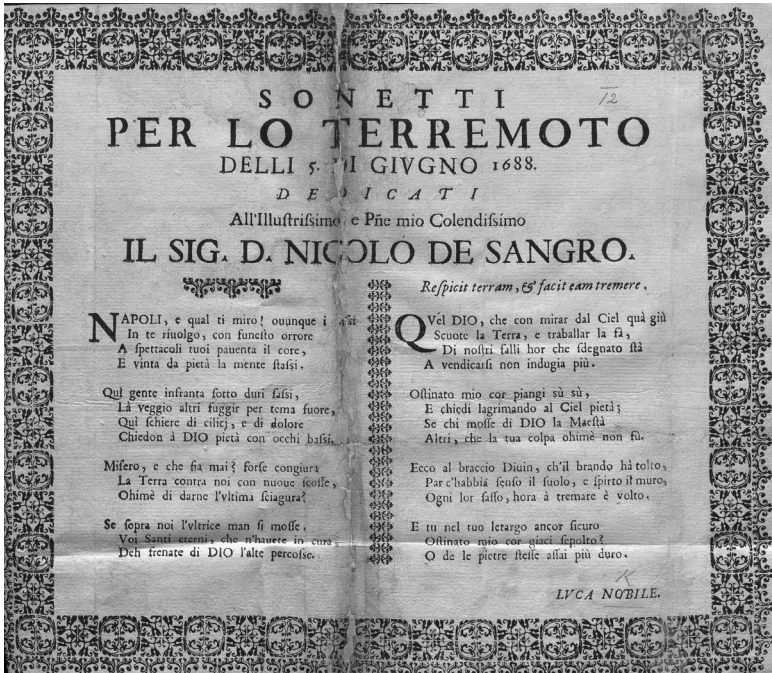 SONETTI
12
PER LO TERREMOTO
DELLI 5. DI GIVGNO 1688.
DEDICATI
All'Illuſtriſsimo e Pñe mio Colendiſsimo
IL SIG. D. NICOLÒ DE SANGRO.
NAPOLI, e qual ti miro! ouunque i
In te riuolgo, con funeſto orrore
A ſpettacoli tuoi pauenta il core,
E vinta da pietà la mente ſtaſsi.
Quì gente infranta ſotto duri ſaſsi,
Là veggio altri fuggir per tema fuore,
Quì ſchiere di cilicj, e di dolore
Chiedon à DIO pietà con occhi baſsi.
Miſero, e che fia mai? forſe congiura
La Terra contra noi con nuoue ſcoſſe,
Ohimè di darne l'vltima ſciagura?
Se ſopra noi l'vltrice man ſi moſſe,
Voi Santi eterni, che n'hauete in cura,
Deh frenate di DIO l'alte percoſſe.
Reſpicit terram, & facit eam tremere.
QVel DIO, che con mirar dal Ciel quà giù
Scuote la Terra, e traballar la fà,
Di noſtri falli hor che ſdegnato ſtà
A vendicarſi non indugia più.
Oſtinato mio cor piangi sù sù,
E chiedi lagrimando al Ciel pietà;
Se chi moſſe di DIO la Maeſtà
Altri, che la tua colpa ohimè non fù.
Ecco al braccio Diuin, ch'il brando hà tolto,
Par c'habbia ſenſo il ſuolo, e ſpirto il muro,
Ogni lor ſaſſo, hora à tremare è volto.
E tu nel tuo letargo ancor ſicuro
Oſtinato mio cor giaci ſepolto?
O de le pietre ſteſſe aſſai più duro.
LVCA NOBILE.